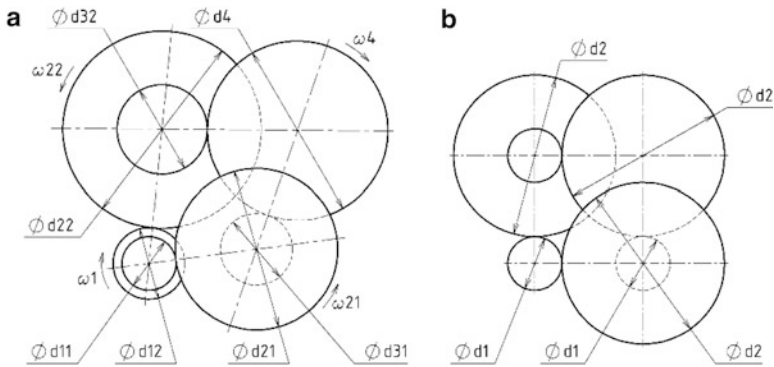 a
Ø d32
Ø d4
ω4
ω22
Ø d22
ω1
ω21
Ø d11
Ø d12
Ø d21
Ø d31
b
Ø d2
Ø d2
Ø d1
Ø d1
Ø d2